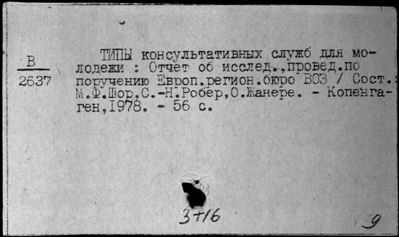 В
2637
ТИПЫ консультативных служб для мо-
лодежи : Отчет об исслед.,провед.по
поручению Европ.регион.бюро ВОЗ / Сост.:
М.Ф.Шор,С.-Н.Робер,О.Жанере. - Копенга-
ген,1978. - 56 с.
3+16
9